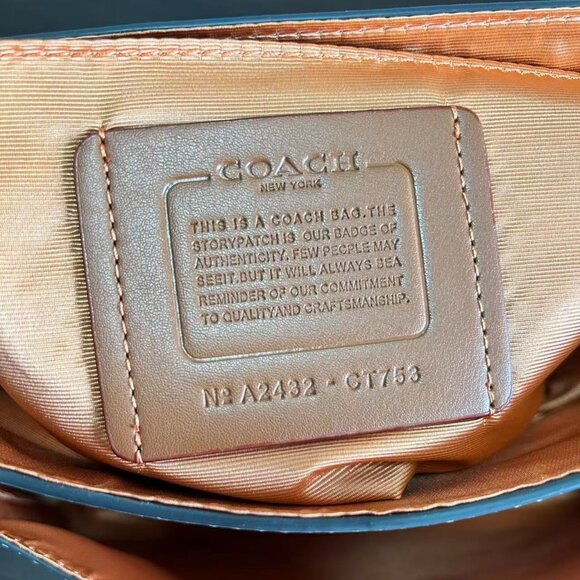 COACH
NEW YORK
THIS IS A COACH BAG.THE
STORYPATCH IS OUR BADGE OF
AUTHENTICITY. FEW PEOPLE MAY
SEEIT.BUT IT WILL ALWAYS BEA
REMINDER OF OUR COMMITMENT
TO QUALITYAND CRAFTSMANSHIP.
Nº A2432 - CT753